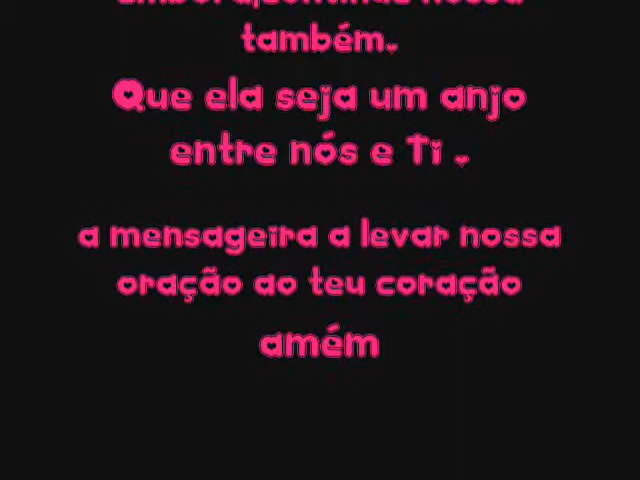 também.
Que ela seja um anjo
entre nós e Ti .
a mensageira a levar nossa
oração ao teu coração
amém